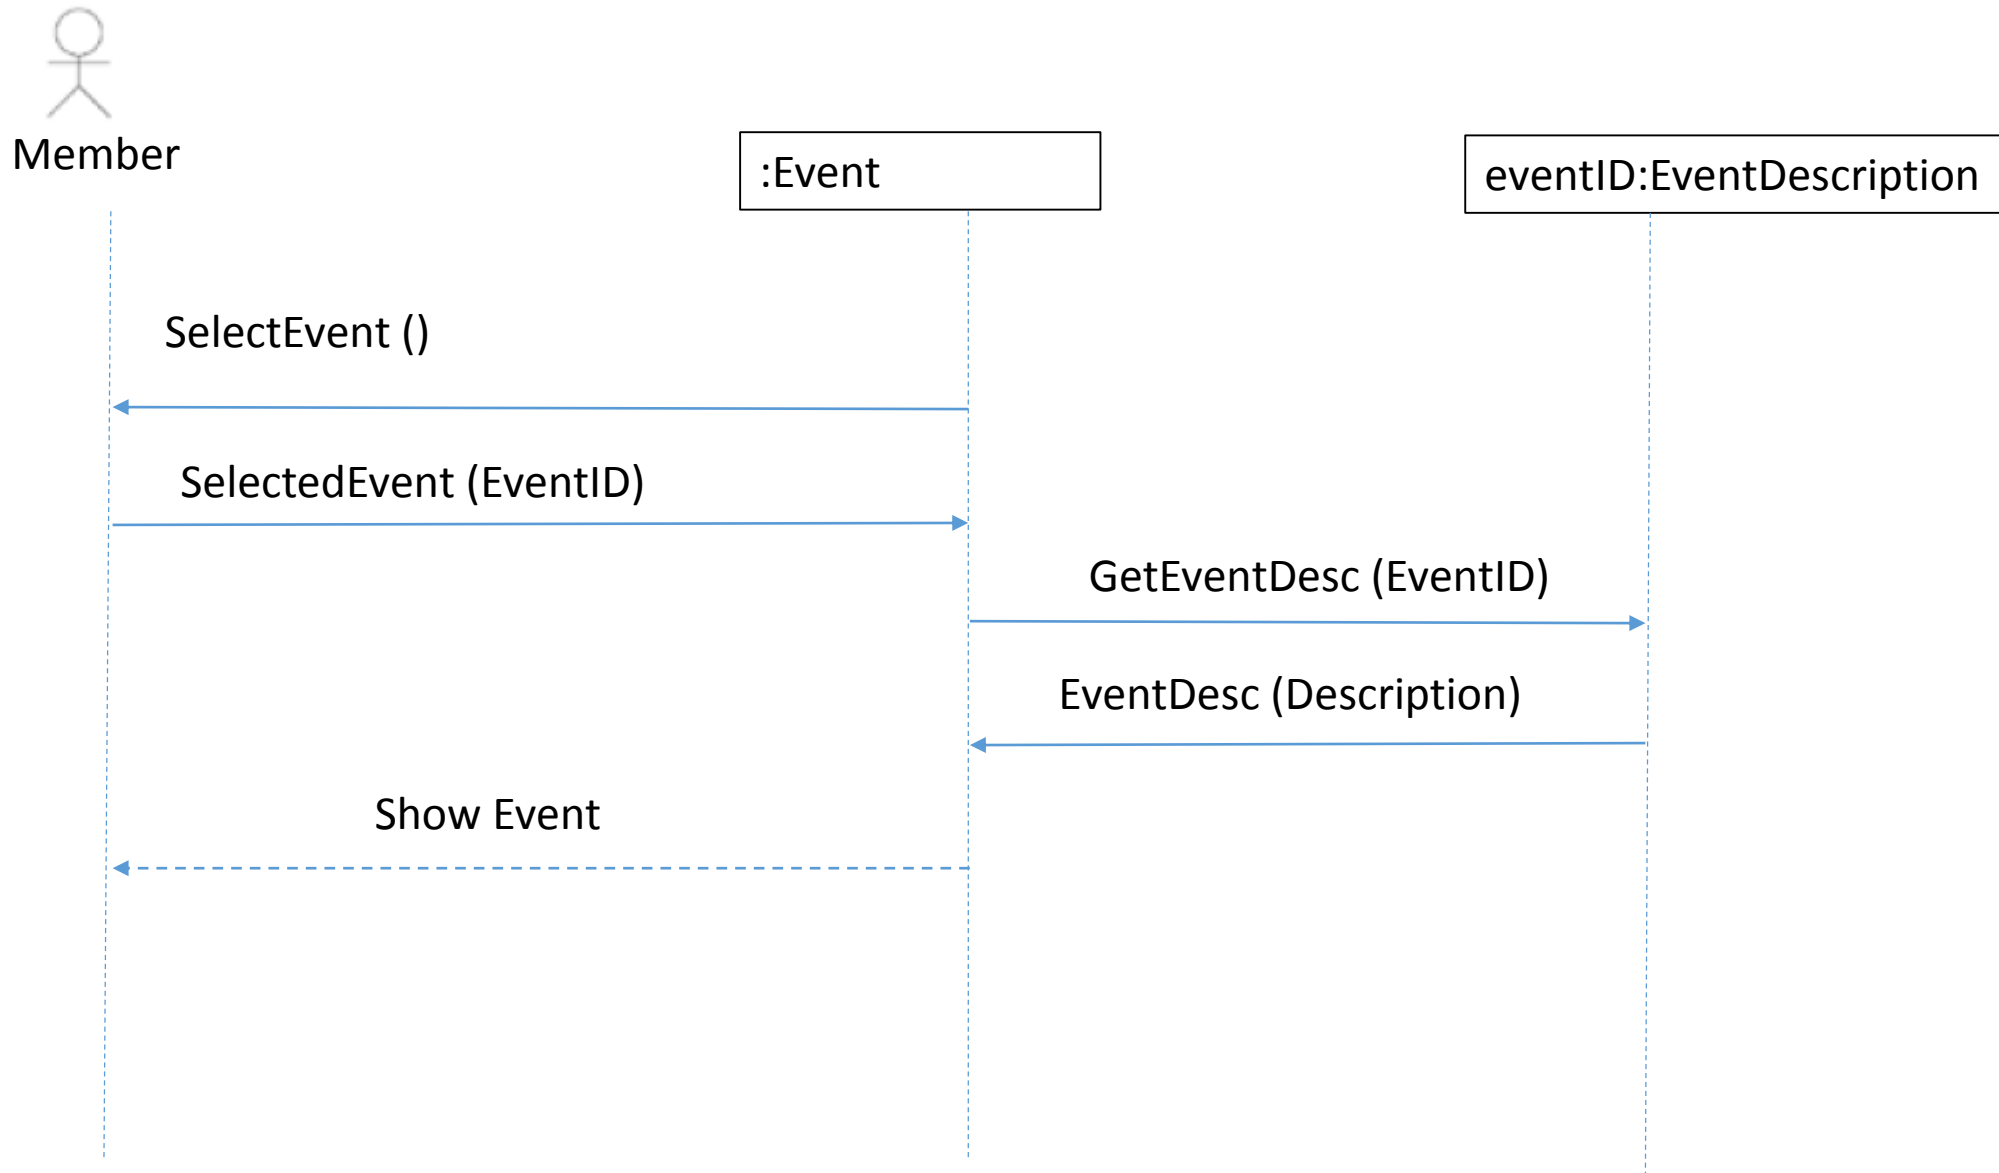 Member
:Event
eventID:EventDescription
SelectEvent ()
SelectedEvent (EventID)
GetEventDesc (EventID)
EventDesc (Description)
Show Event